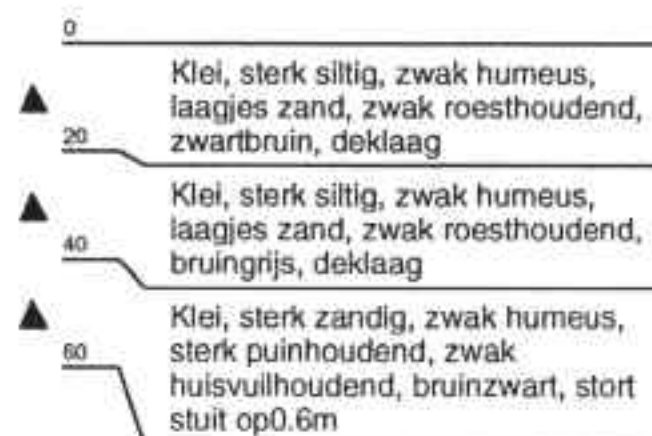 0
Klei, sterk siltig, zwak humeus,
laagjes zand, zwak roesthoudend,
20 zwartbruin, deklaag
Klei, sterk siltig, zwak humeus,
laagjes zand, zwak roesthoudend,
40 bruingrijs, deklaag
Klei, sterk zandig, zwak humeus,
60 sterk puinhoudend, zwak
huisvuilhoudend, bruinzwart, stort
stuit op0.6m